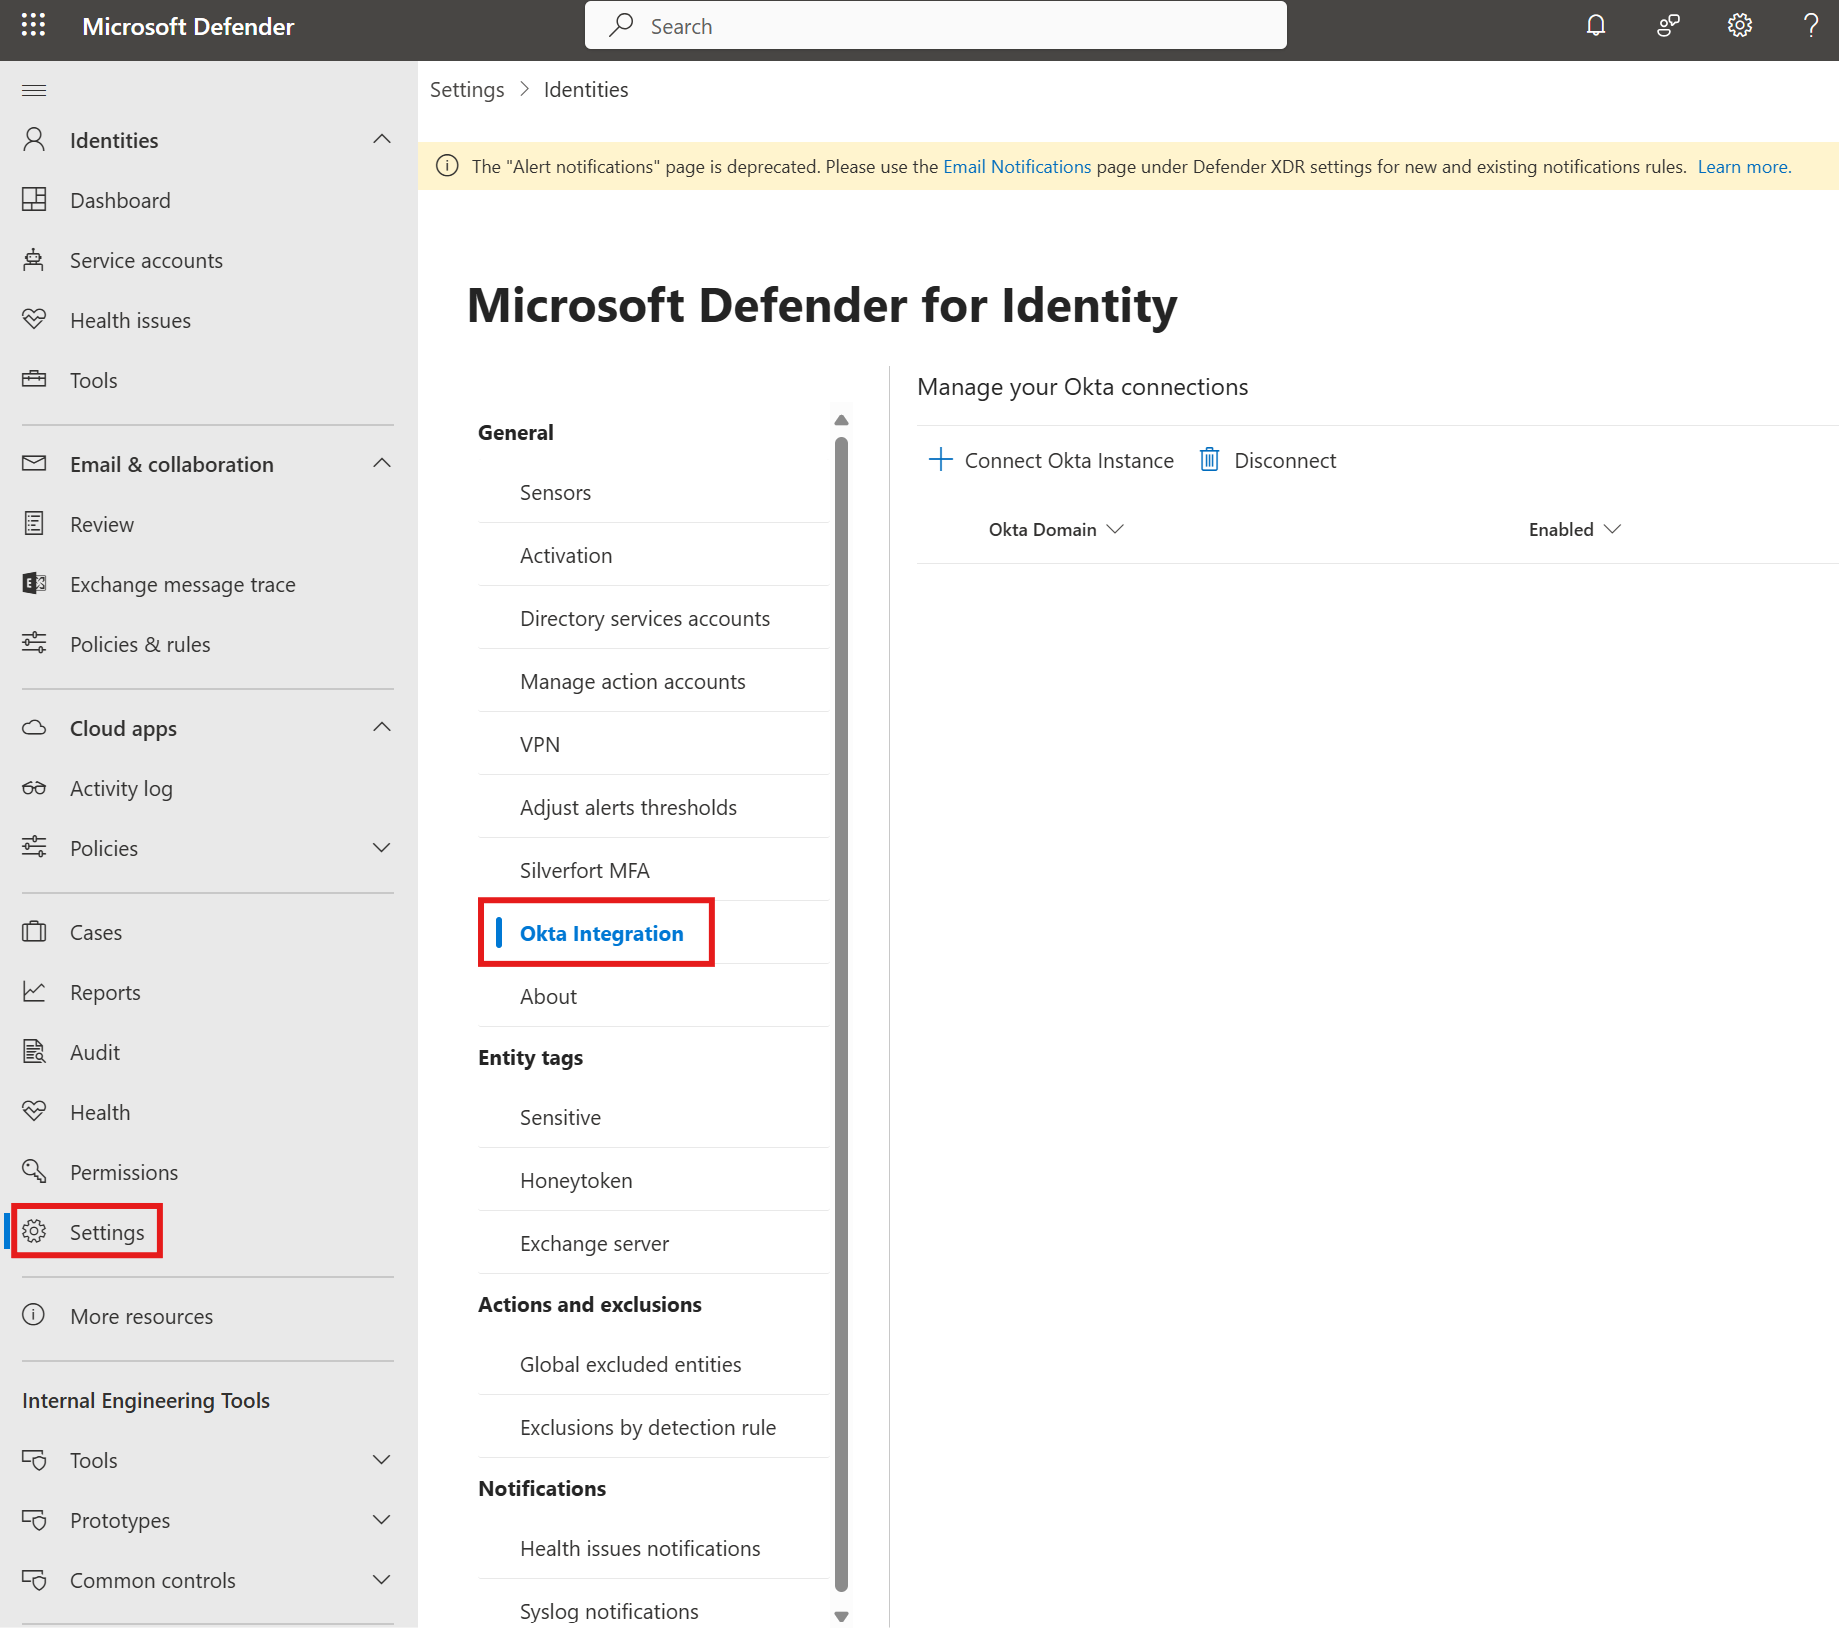 Microsoft Defender
Search
Identities
Dashboard
Service accounts
Health issues
Tools
Email & collaboration
Review
Exchange message trace
Policies & rules
Cloud apps
Activity log
Policies
Cases
Reports
Audit
Health
Permissions
Settings
More resources
Internal Engineering Tools
Tools
Prototypes
Common controls
Settings > Identities
The "Alert notifications" page is deprecated. Please use the Email Notifications page under Defender XDR settings for new and existing notifications rules. Learn more.
Microsoft Defender for Identity
General
Sensors
Activation
Directory services accounts
Manage action accounts
VPN
Adjust alerts thresholds
Silverfort MFA
Okta Integration
About
Entity tags
Sensitive
Honeytoken
Exchange server
Actions and exclusions
Global excluded entities
Exclusions by detection rule
Notifications
Health issues notifications
Syslog notifications
Manage your Okta connections
Connect Okta Instance Disconnect
Okta Domain Enabled